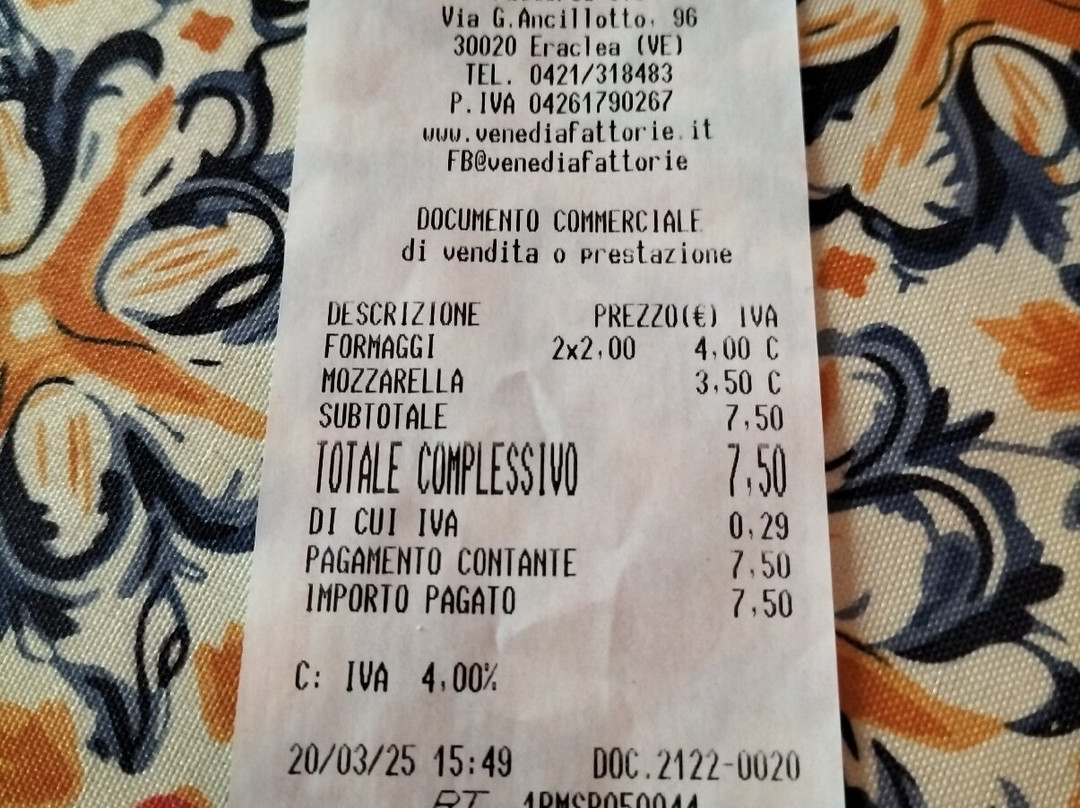 Via G.Ancillotto, 96
30020 Eraclea (VE)
TEL. 0421/318483
P.IVA 04261790267
www.venediafattorie.it
FB@venediafattorie
DOCUMENTO COMMERCIALE
di vendita o prestazione
DESCRIZIONE PREZZO(€) IVA
FORMAGGI 2x2,00 4,00 C
MOZZARELLA 3,50 C
SUBTOTALE 7,50
TOTALE COMPLESSIVO 7,50
DI CUI IVA 0,29
PAGAMENTO CONTANTE 7,50
IMPORTO PAGATO 7,50
C: IVA 4,00%
20/03/25 15:49 DOC.2122-0020
RT